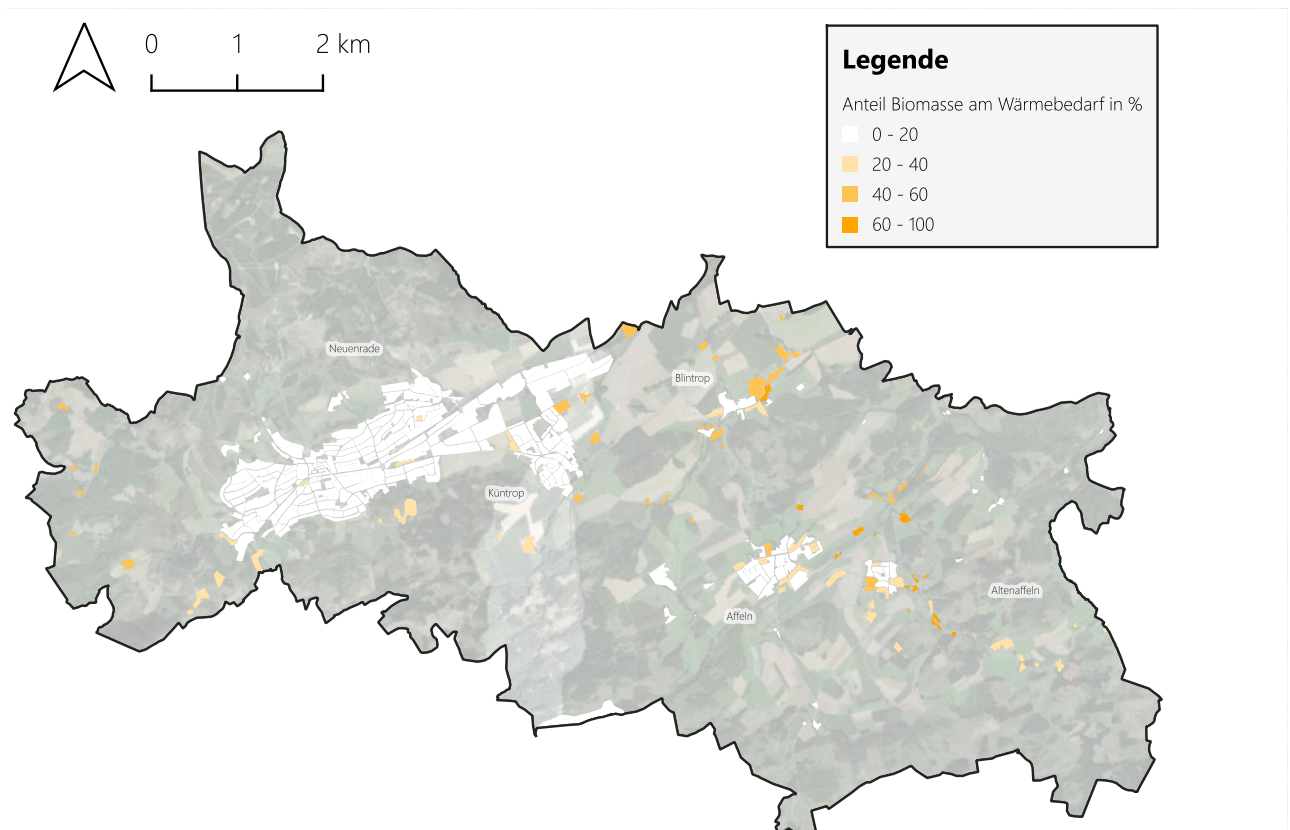 0 1 2 km
Legende
Anteil Biomasse am Wärmebedarf in %
0 - 20
20 - 40
40 - 60
60 - 100
Neuenrade
Blintrop
Küntrop
Altenaffeln
Affeln